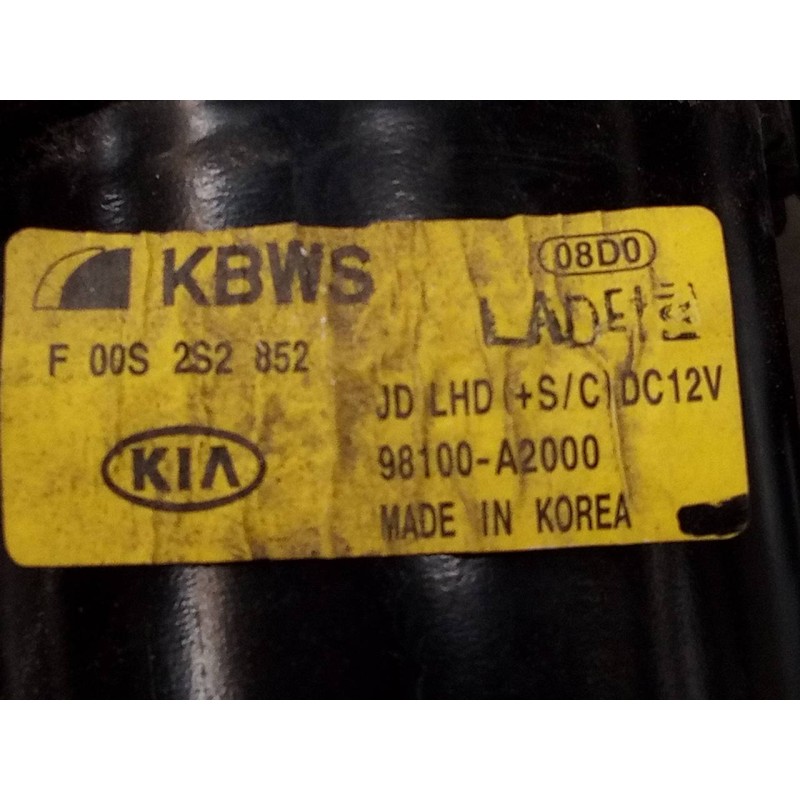 KBWS
08D0
F 00S 2S2 852
JD LHD (+S/C) DC12V
KIA
98100-A2000
MADE IN KOREA